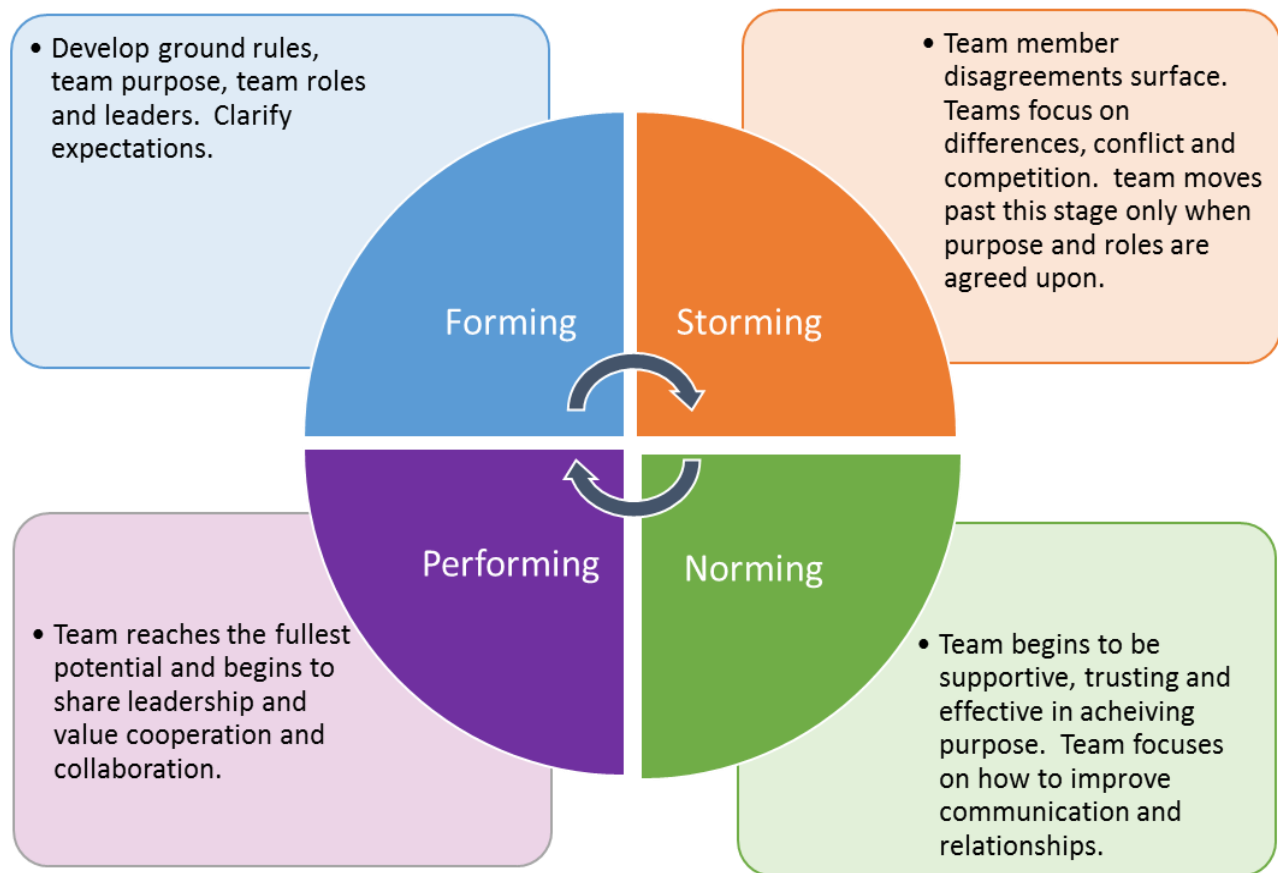 • Develop ground rules,
team purpose, team roles
and leaders. Clarify
expectations.
• Team member
disagreements surface.
Teams focus on
differences, conflict and
competition. team moves
past this stage only when
purpose and roles are
agreed upon.
Forming
Storming
Performing
Norming
• Team reaches the fullest
potential and begins to
share leadership and
value cooperation and
collaboration.
• Team begins to be
supportive, trusting and
effective in acheiving
purpose. Team focuses
on how to improve
communication and
relationships.